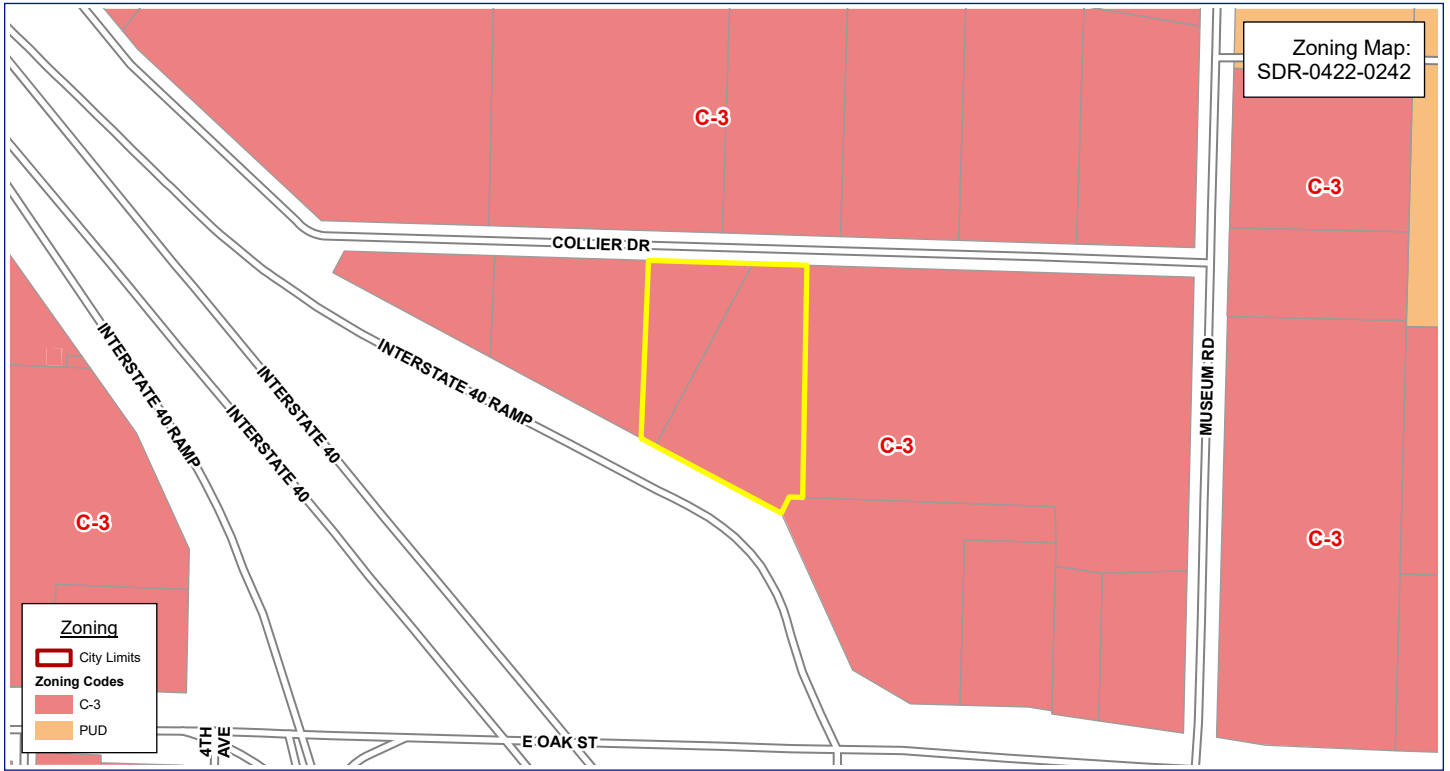 Zoning Map:
SDR-0422-0242
C-3
C-3
COLLIER DR
INTERSTATE 40 RAMP
INTERSTATE 40
INTERSTATE 40 RAMP
INTERSTATE 40
MUSEUM RD
C-3
C-3
C-3
4TH
AVE
E OAK ST
Zoning
City Limits
Zoning Codes
C-3
PUD